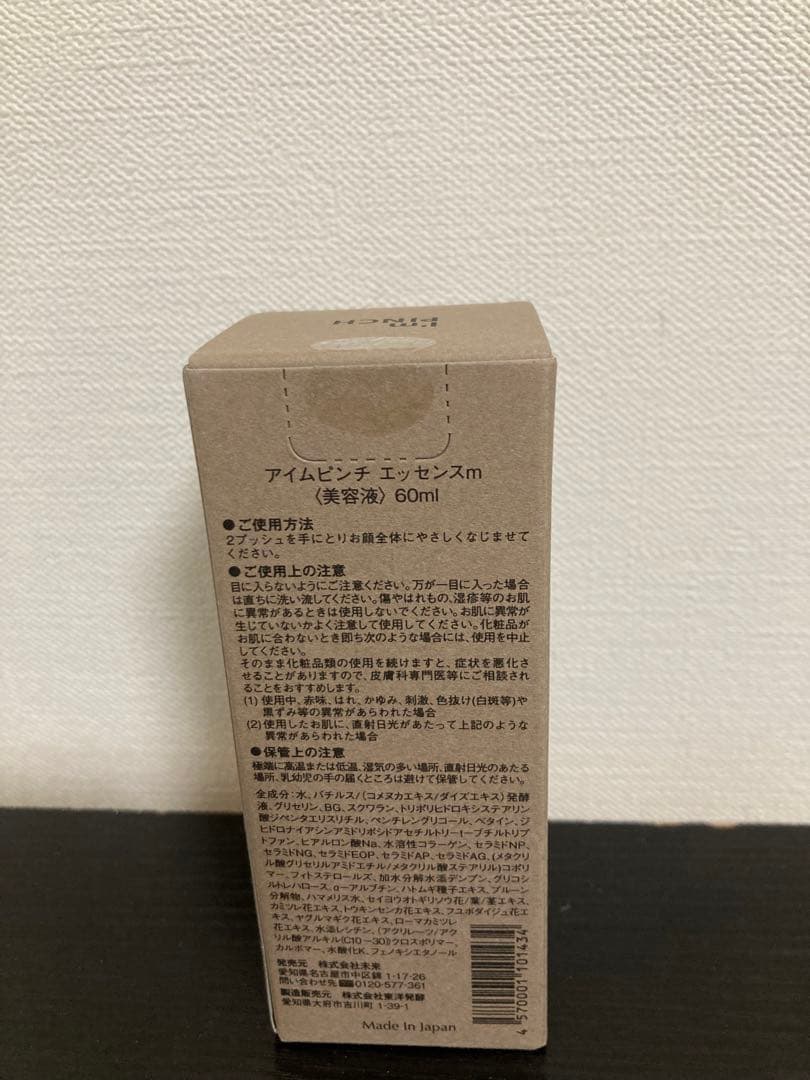 I'm
PINCH
アイムピンチ エッセンスm
〈美容液〉60ml
●ご使用方法
2プッシュを手にとりお顔全体にやさしくなじませて
ください。
●ご使用上の注意
目に入らないようにご注意ください。万が一目に入った場合
は直ちに洗い流してください。傷やはれもの、湿疹等のお肌
に異常があるときは使用しないでください。お肌に異常が
生じていないかよく注意して使用してください。化粧品が
お肌に合わないとき即ち次のような場合には、使用を中止
してください。
そのまま化粧品類の使用を続けますと、症状を悪化さ
せることがありますので、皮膚科専門医等にご相談され
ることをおすすめします。
(1) 使用中、赤味、はれ、かゆみ、刺激、色抜け(白斑等)や
黒ずみ等の異常があらわれた場合
(2) 使用したお肌に、直射日光があたって上記のような
異常があらわれた場合
●保管上の注意
極端に高温または低温、湿気の多い場所、直射日光のあたる
場所、乳幼児の手の届くところは避けて保管してください。
全成分：水、バチルス/(コメヌカエキス/ダイズエキス)発酵
液、グリセリン、BG、スクワラン、トリポリヒドロキシステアリン
酸ジペンタエリスリチル、ペンチレングリコール、ベタイン、ジ
ヒドロナイアシンアミドリボシドアセチルトリーtーブチルトリプ
トファン、ヒアルロン酸Na、水溶性コラーゲン、セラミドNP、
セラミドNG、セラミドEOP、セラミドAP、セラミドAG、(メタクリ
ル酸グリセリルアミドエチル/メタクリル酸ステアリル)コポリ
マー、フィトステロールズ、加水分解水添デンプン、グリコシ
ルトレハロース、α-アルブチン、ハトムギ種子エキス、プルーン
分解物、ハマメリス水、セイヨウオトギリソウ花/葉/茎エキス、
カミツレ花エキス、トウキンセンカ花エキス、フユボダイジュ花エ
キス、ヤグルマギク花エキス、ローマカミツレ
花エキス、水添レシチン、(アクリレーツ/アク
リル酸アルキル(C10-30))クロスポリマー、
カルボマー、水酸化K、フェノキシエタノール
発売元 株式会社未来
愛知県名古屋市中区錦 1-17-26
問い合わせ先 0120-577-361
製造販売元 株式会社東洋発酵
愛知県大府市吉川町 1-39-1
Made In Japan
4 570001 101434